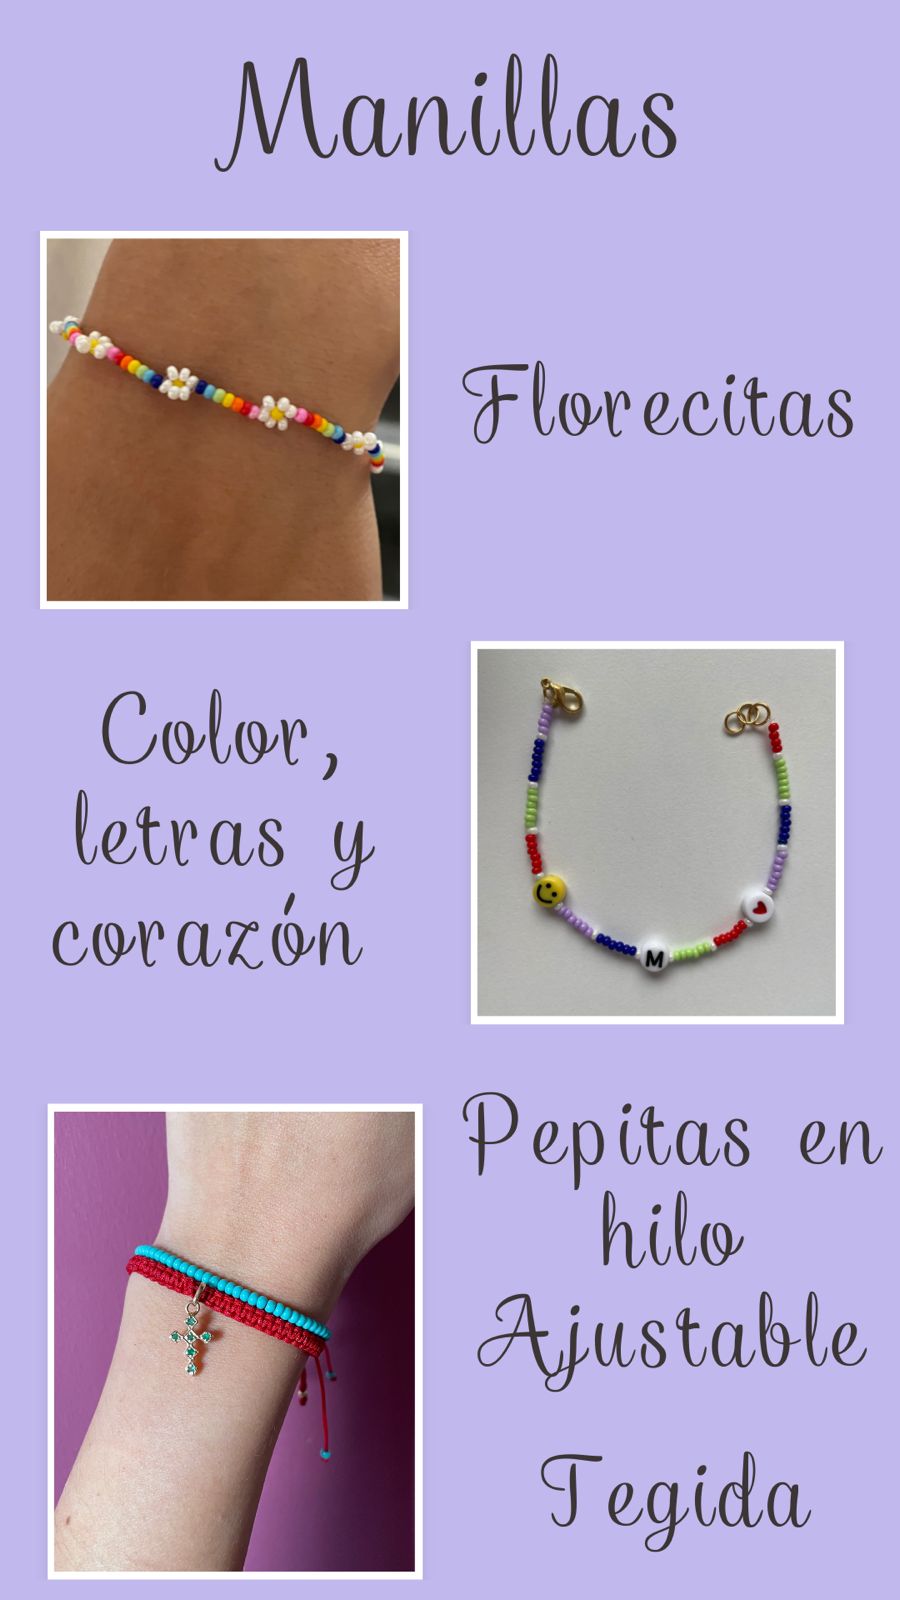 Manillas
Florecitas
Color,
letras y
corazón
M
Pepitas en
hilo
Ajustable
Tegida